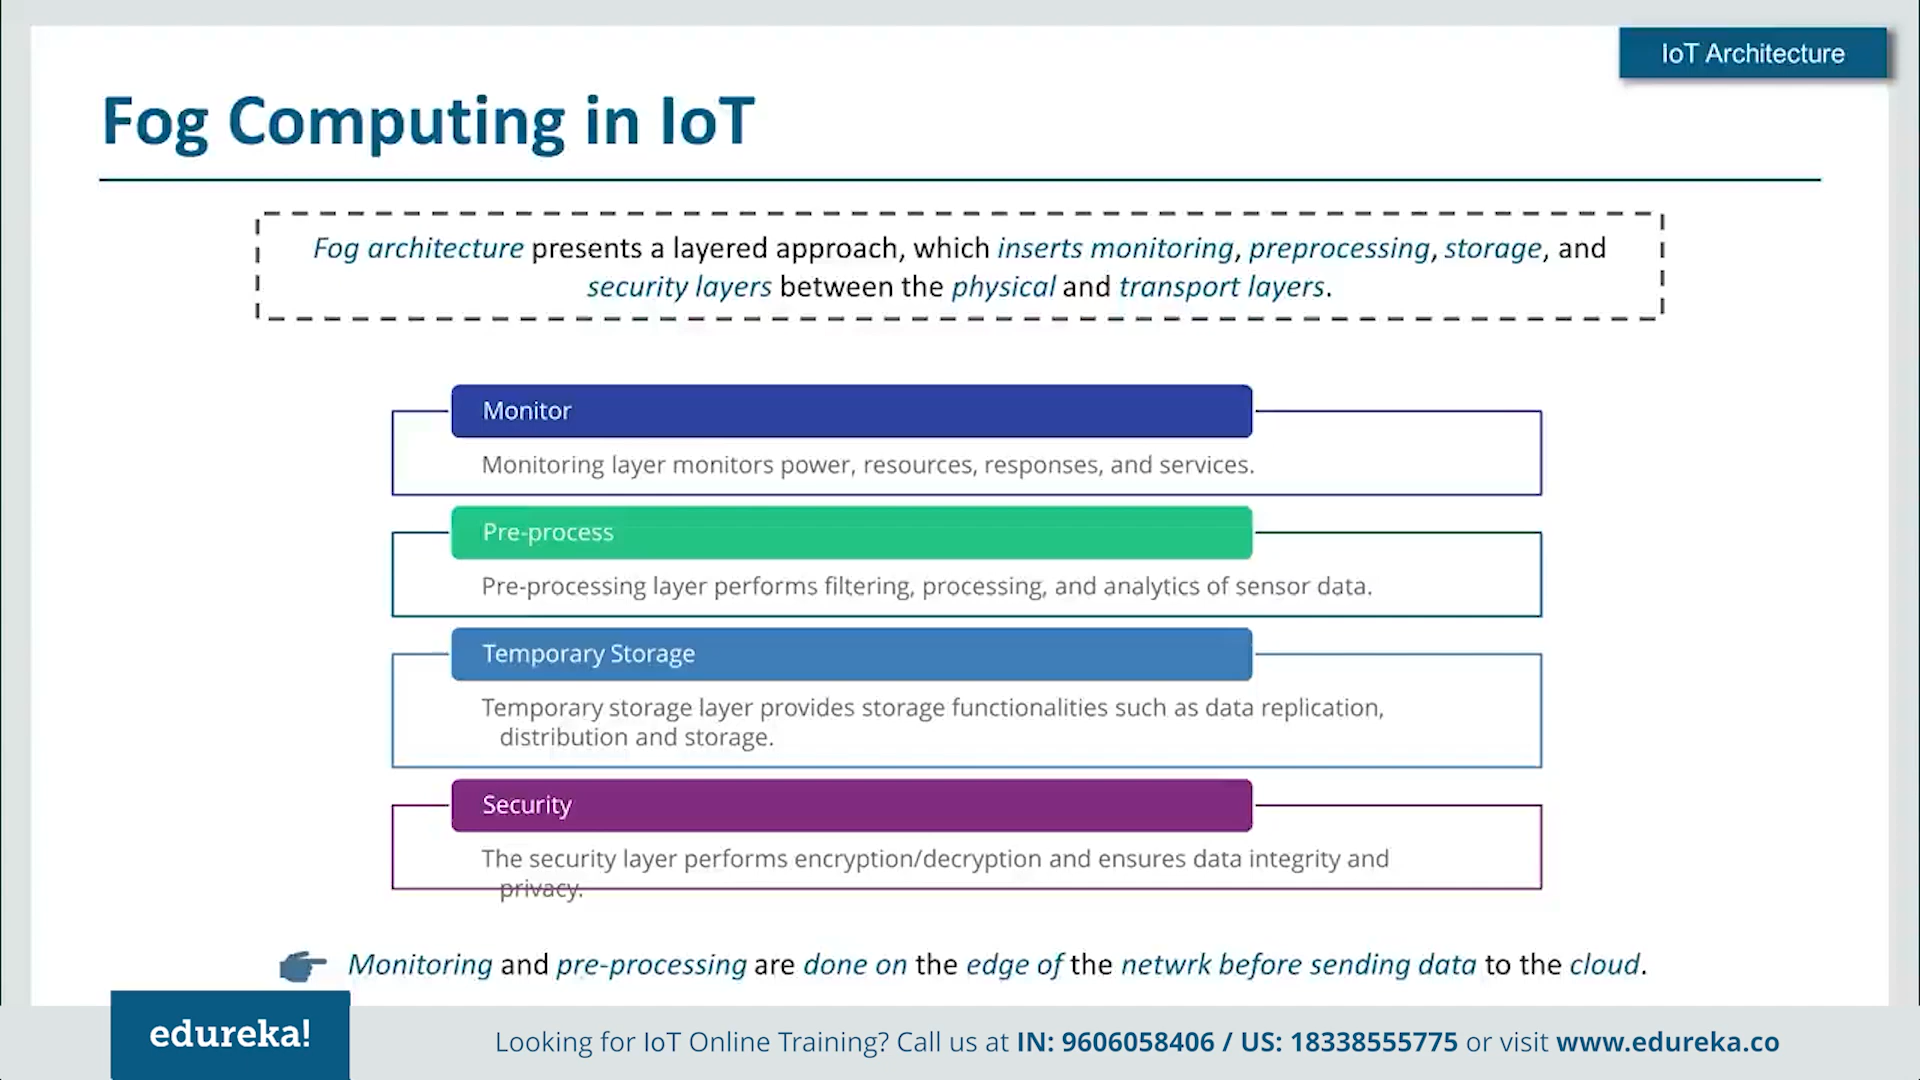 IoT Architecture
Fog Computing in IoT
Fog architecture presents a layered approach, which inserts monitoring, preprocessing, storage, and
security layers between the physical and transport layers.
Monitor
Monitoring layer monitors power, resources, responses, and services.
Pre-process
Pre-processing layer performs filtering, processing, and analytics of sensor data.
Temporary Storage
Temporary storage layer provides storage functionalities such as data replication,
distribution and storage.
Security
The security layer performs encryption/decryption and ensures data integrity and
privacy.
Monitoring and pre-processing are done on the edge of the netwrk before sending data to the cloud.
edureka!
Looking for IoT Online Training? Call us at IN: 9606058406 / US: 18338555775 or visit www.edureka.co